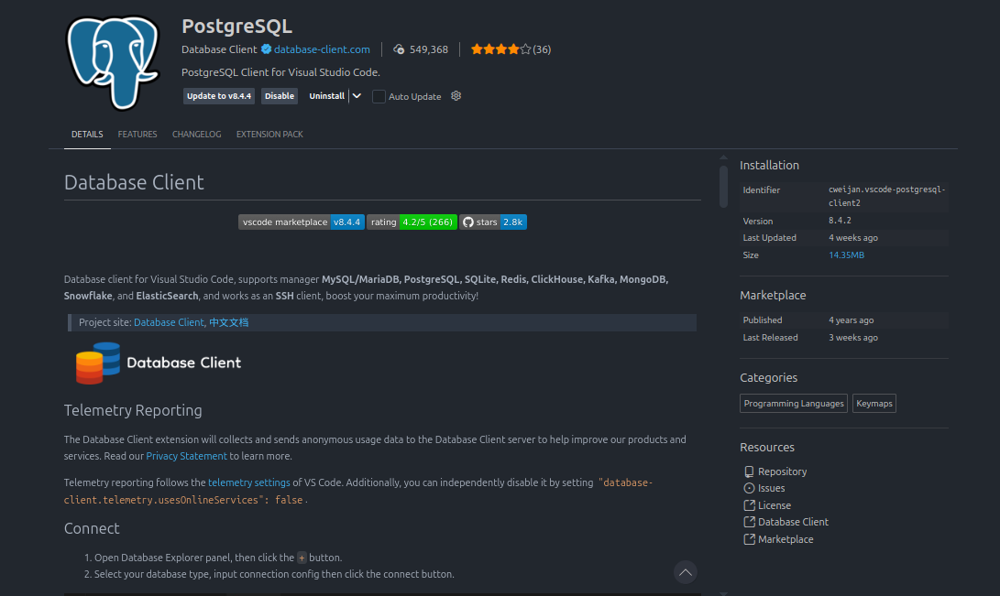 PostgreSQL
Database Client database-client.com 549,368 (36)
PostgreSQL Client for Visual Studio Code.
Update to v8.4.4 Disable Uninstall Auto Update
DETAILS FEATURES CHANGELOG EXTENSION PACK
Database Client
vscode marketplace v8.4.4 rating 4.2/5 (266) stars 2.8k
Database client for Visual Studio Code, supports manager MySQL/MariaDB, PostgreSQL, SQLite, Redis, ClickHouse, Kafka, MongoDB,
Snowflake, and ElasticSearch, and works as an SSH client, boost your maximum productivity!
Project site: Database Client, 中文文档
Database Client
Telemetry Reporting
The Database Client extension will collects and sends anonymous usage data to the Database Client server to help improve our products and
services. Read our Privacy Statement to learn more.
Telemetry reporting follows the telemetry settings of VS Code. Additionally, you can independently disable it by setting "database-
client.telemetry.usesOnlineServices": false .
Connect
1. Open Database Explorer panel, then click the + button.
2. Select your database type, input connection config then click the connect button.
Installation
Identifier cweijan.vscode-postgresql-
client2
Version 8.4.2
Last Updated 4 weeks ago
Size 14.35MB
Marketplace
Published 4 years ago
Last Released 3 weeks ago
Categories
Programming Languages Keymaps
Resources
Repository
Issues
License
Database Client
Marketplace